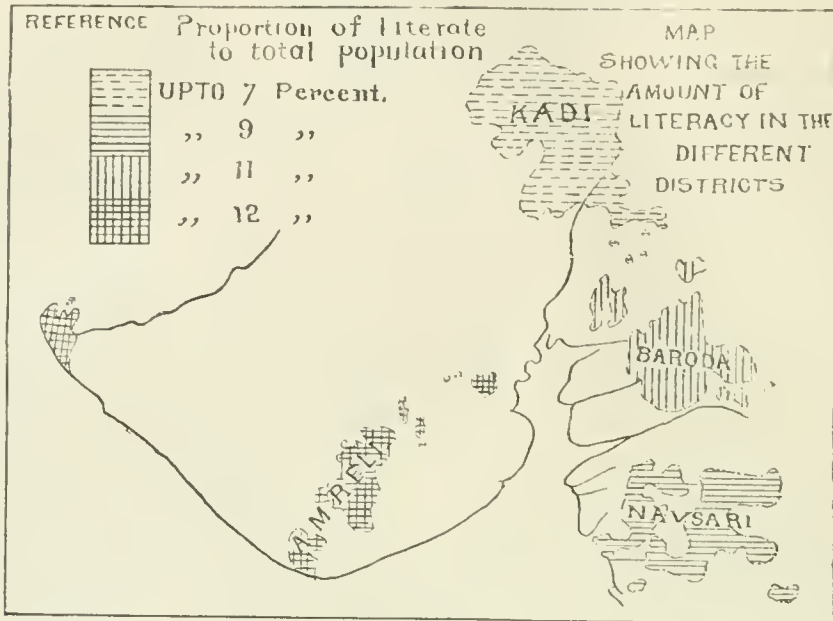 REFERENCE Proportion of literate
to total population
UPTO 7 Percent.
„ 9 „
„ 11 „
„ 12 „
MAP
SHOWING THE
AMOUNT OF
LITERACY IN THE
DIFFERENT
DISTRICTS
KADI
BARODA
AMRELI
NAVSARI